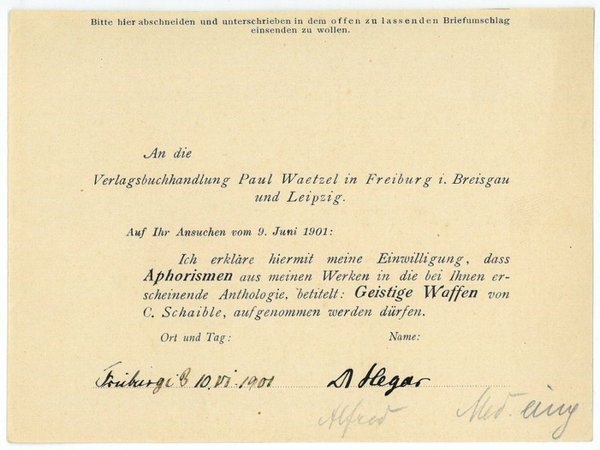 Bitte hier abschneiden und unterschrieben in dem offen zu lassenden Briefumschlag
einsenden zu wollen.
An die
Verlagsbuchhandlung Paul Waetzel in Freiburg i. Breisgau
und Leipzig.
Auf Ihr Ansuchen vom 9. Juni 1901:
Ich erkläre hiermit meine Einwilligung, dass
Aphorismen aus meinen Werken in die bei Ihnen er-
scheinende Anthologie, betitelt: Geistige Waffen von
C. Schaible, aufgenommen werden dürfen.
Ort und Tag: Name:
Freiburg i B 10. VI. 1901 Dr Hegar
Alfred Med.